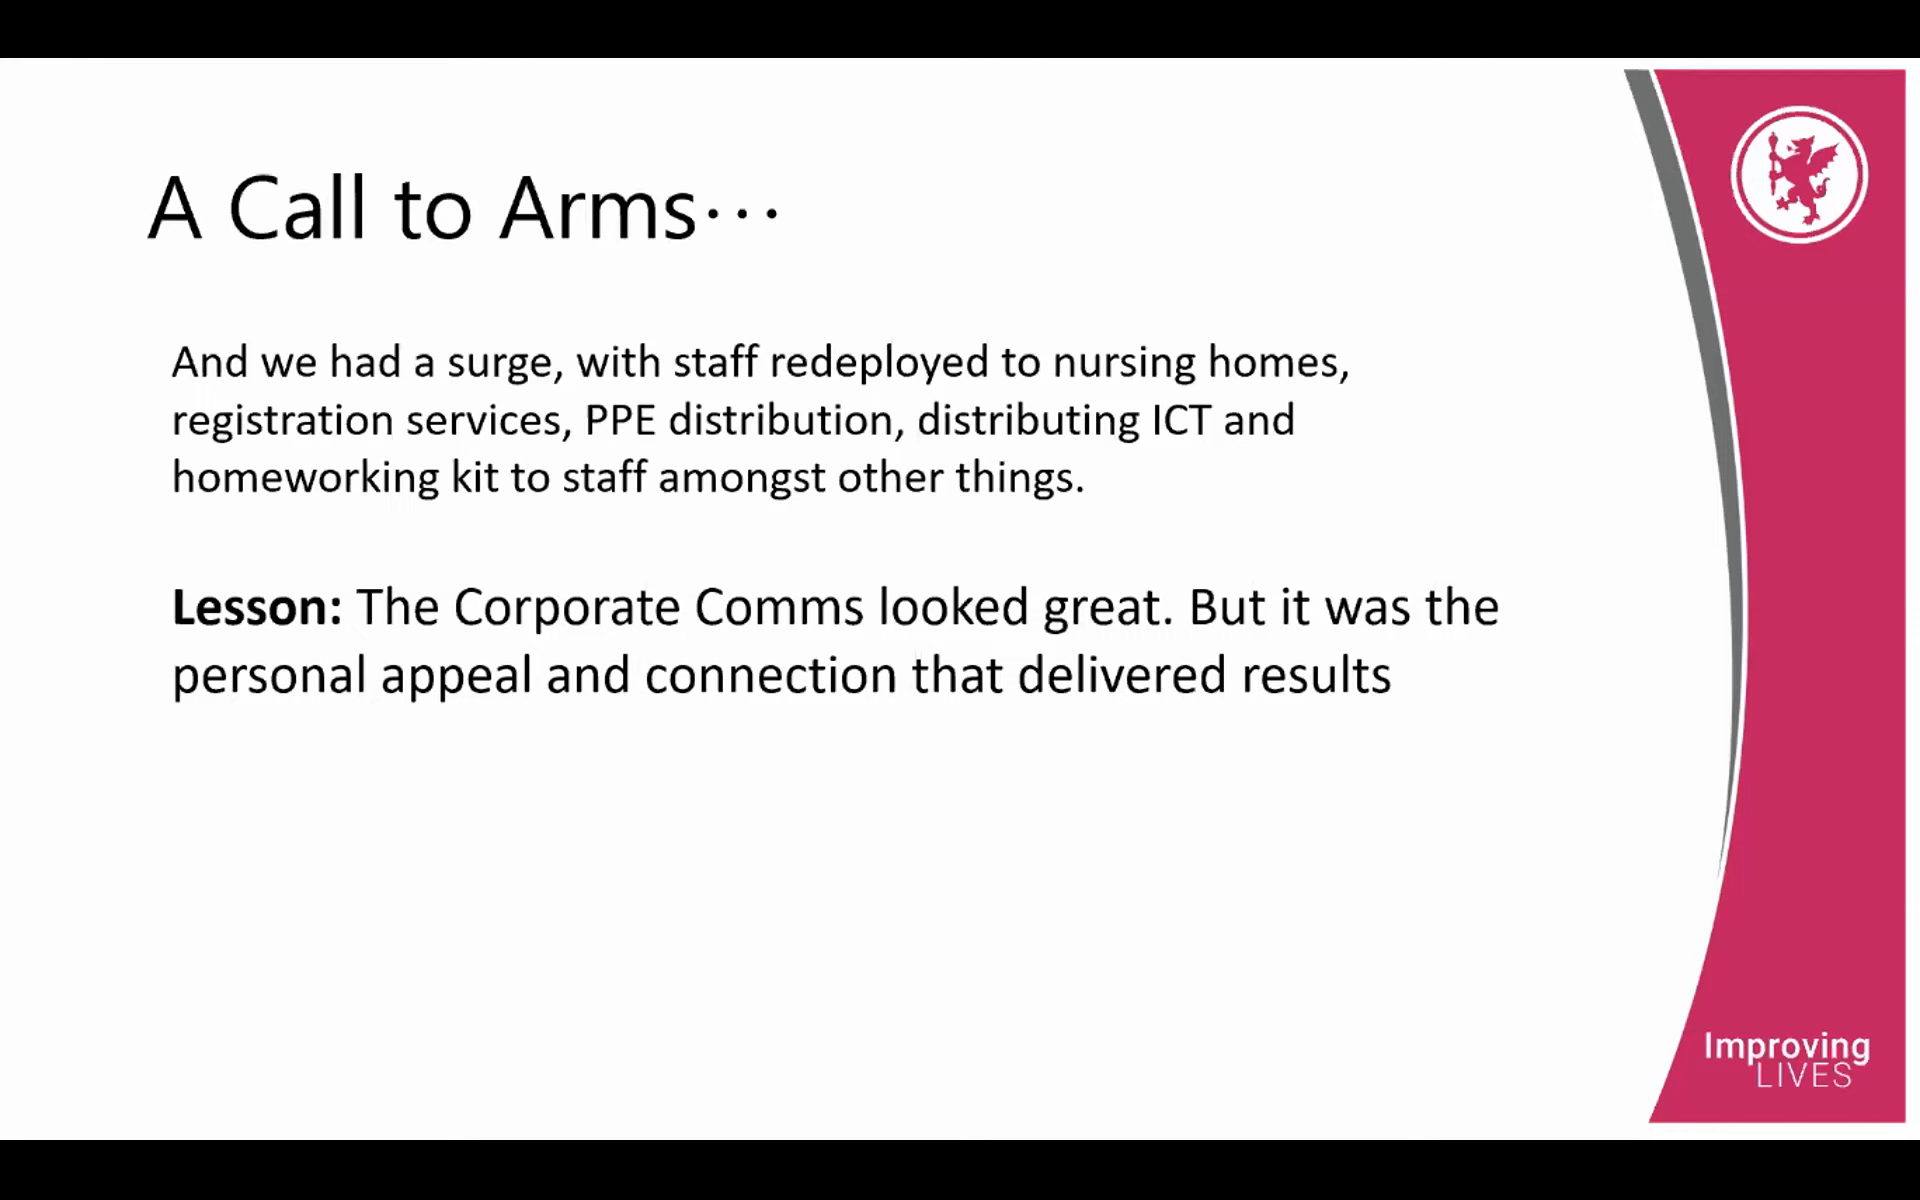 A Call to Arms…
And we had a surge, with staff redeployed to nursing homes,
registration services, PPE distribution, distributing ICT and
homeworking kit to staff amongst other things.
Lesson: The Corporate Comms looked great. But it was the
personal appeal and connection that delivered results
Improving
LIVES